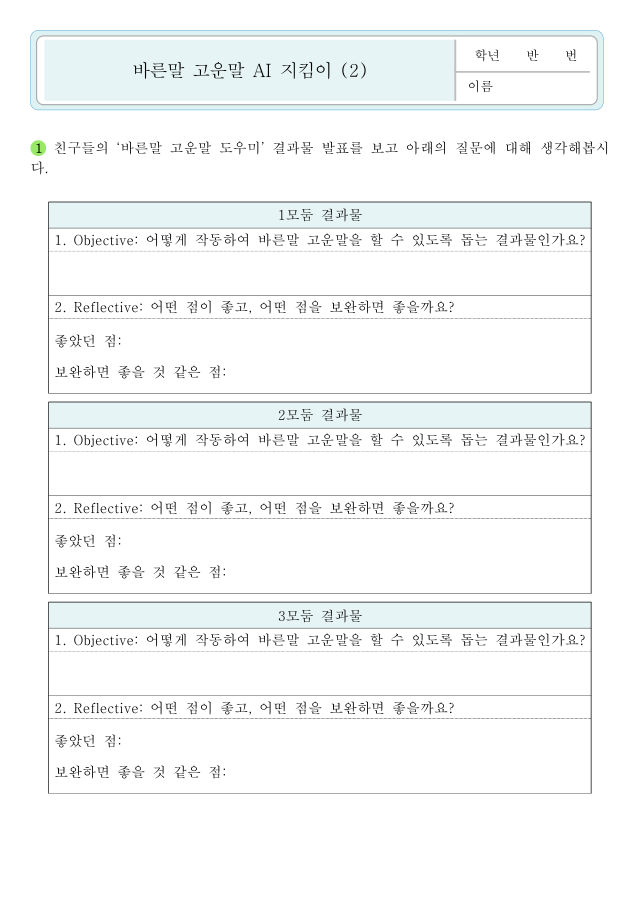 바른말 고운말 AI 지킴이 (2)
학년 반 번
이름
1 친구들의 ‘바른말 고운말 도우미’ 결과물 발표를 보고 아래의 질문에 대해 생각해봅시
다.
1모둠 결과물
1. Objective: 어떻게 작동하여 바른말 고운말을 할 수 있도록 돕는 결과물인가요?
2. Reflective: 어떤 점이 좋고, 어떤 점을 보완하면 좋을까요?
좋았던 점:
보완하면 좋을 것 같은 점:
2모둠 결과물
1. Objective: 어떻게 작동하여 바른말 고운말을 할 수 있도록 돕는 결과물인가요?
2. Reflective: 어떤 점이 좋고, 어떤 점을 보완하면 좋을까요?
좋았던 점:
보완하면 좋을 것 같은 점:
3모둠 결과물
1. Objective: 어떻게 작동하여 바른말 고운말을 할 수 있도록 돕는 결과물인가요?
2. Reflective: 어떤 점이 좋고, 어떤 점을 보완하면 좋을까요?
좋았던 점:
보완하면 좋을 것 같은 점: